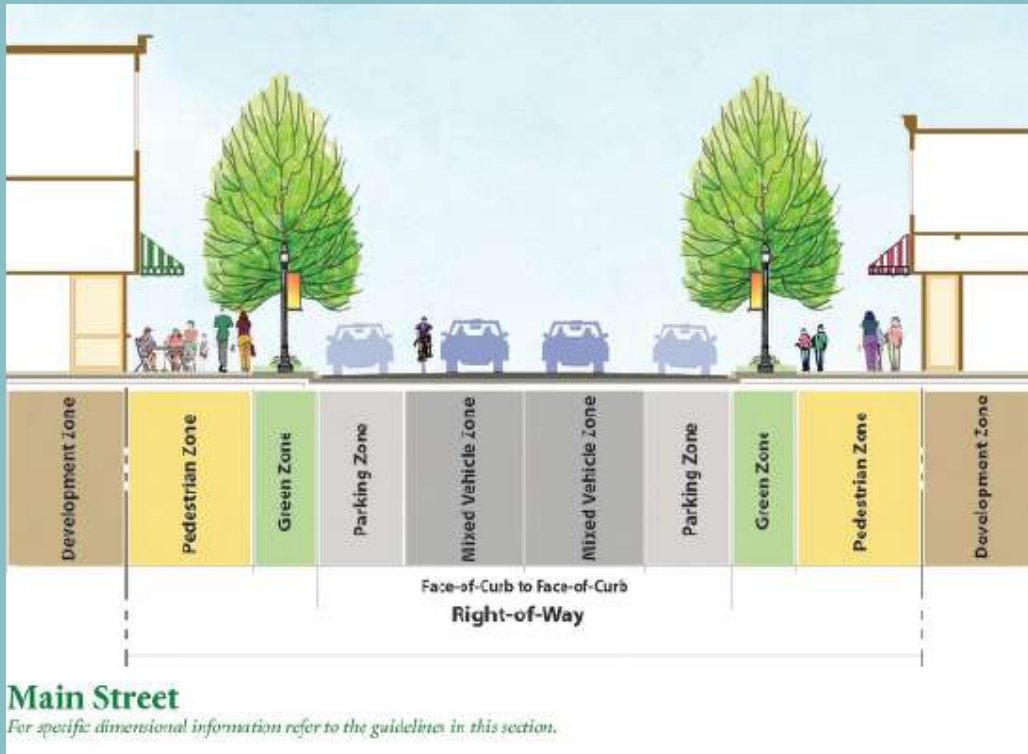 Development Zone
Pedestrian Zone
Green Zone
Parking Zone
Mixed Vehicle Zone
Mixed Vehicle Zone
Parking Zone
Green Zone
Pedestrian Zone
Development Zone
Face-of-Curb to Face-of-Curb
Right-of-Way
Main Street
For specific dimensional information refer to the guidelines in this section.